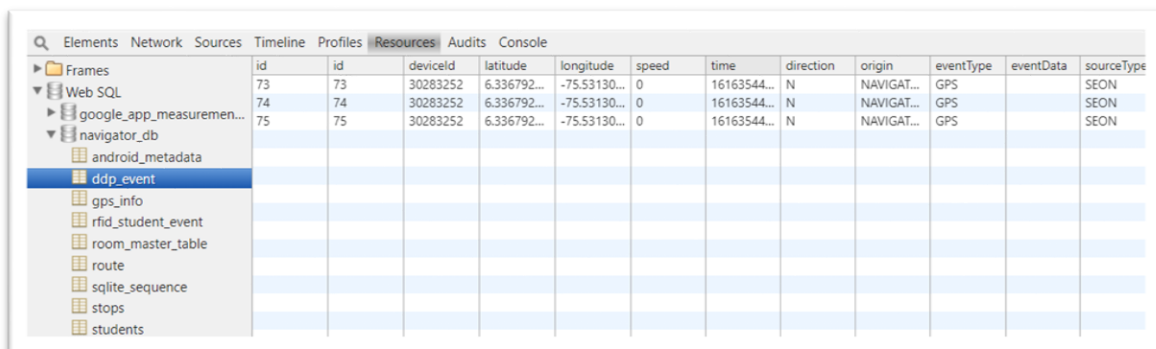 Elements Network Sources Timeline Profiles Resources Audits Console
Frames
Web SQL
google_app_measuremen...
navigator_db
android_metadata
ddp_event
gps_info
rfid_student_event
room_master_table
route
sqlite_sequence
stops
students
id id deviceId latitude longitude speed time direction origin eventType eventData sourceType
73 73 30283252 6.336792... -75.53130... 0 16163544... N NAVIGAT... GPS SEON
74 74 30283252 6.336792... -75.53130... 0 16163544... N NAVIGAT... GPS SEON
75 75 30283252 6.336792... -75.53130... 0 16163544... N NAVIGAT... GPS SEON